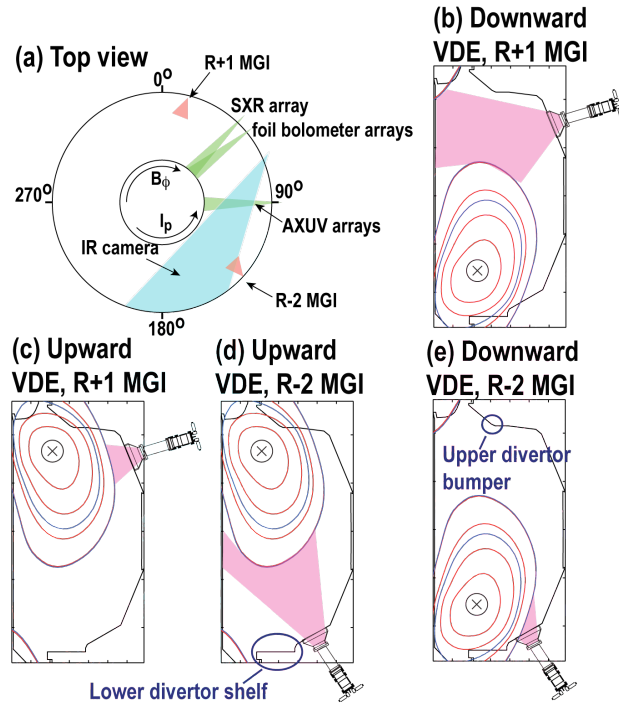 (a) Top view
0°
R+1 MGI
SXR array
foil bolometer arrays
270°
Bϕ
90°
Ip
AXUV arrays
IR camera
R-2 MGI
180°
(b) Downward
VDE, R+1 MGI
(c) Upward
VDE, R+1 MGI
(d) Upward
VDE, R-2 MGI
Lower divertor shelf
(e) Downward
VDE, R-2 MGI
Upper divertor
bumper